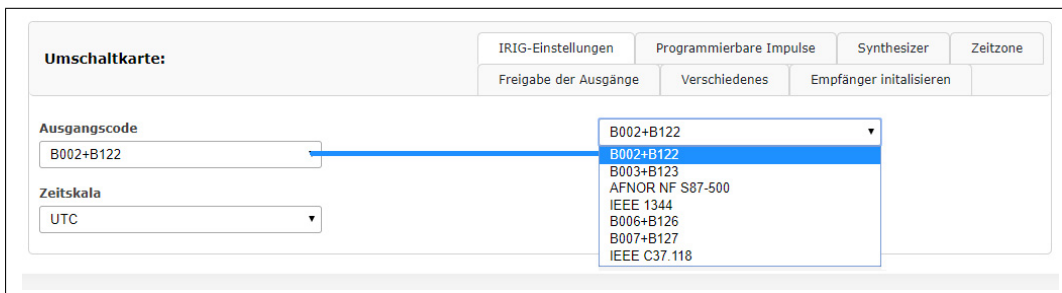 Umschaltkarte:
IRIG-Einstellungen Programmierbare Impulse Synthesizer Zeitzone
Freigabe der Ausgänge Verschiedenes Empfänger initalisieren
Ausgangscode
B002+B122
Zeitskala
UTC
B002+B122
B002+B122
B003+B123
AFNOR NF S87-500
IEEE 1344
B006+B126
B007+B127
IEEE C37.118